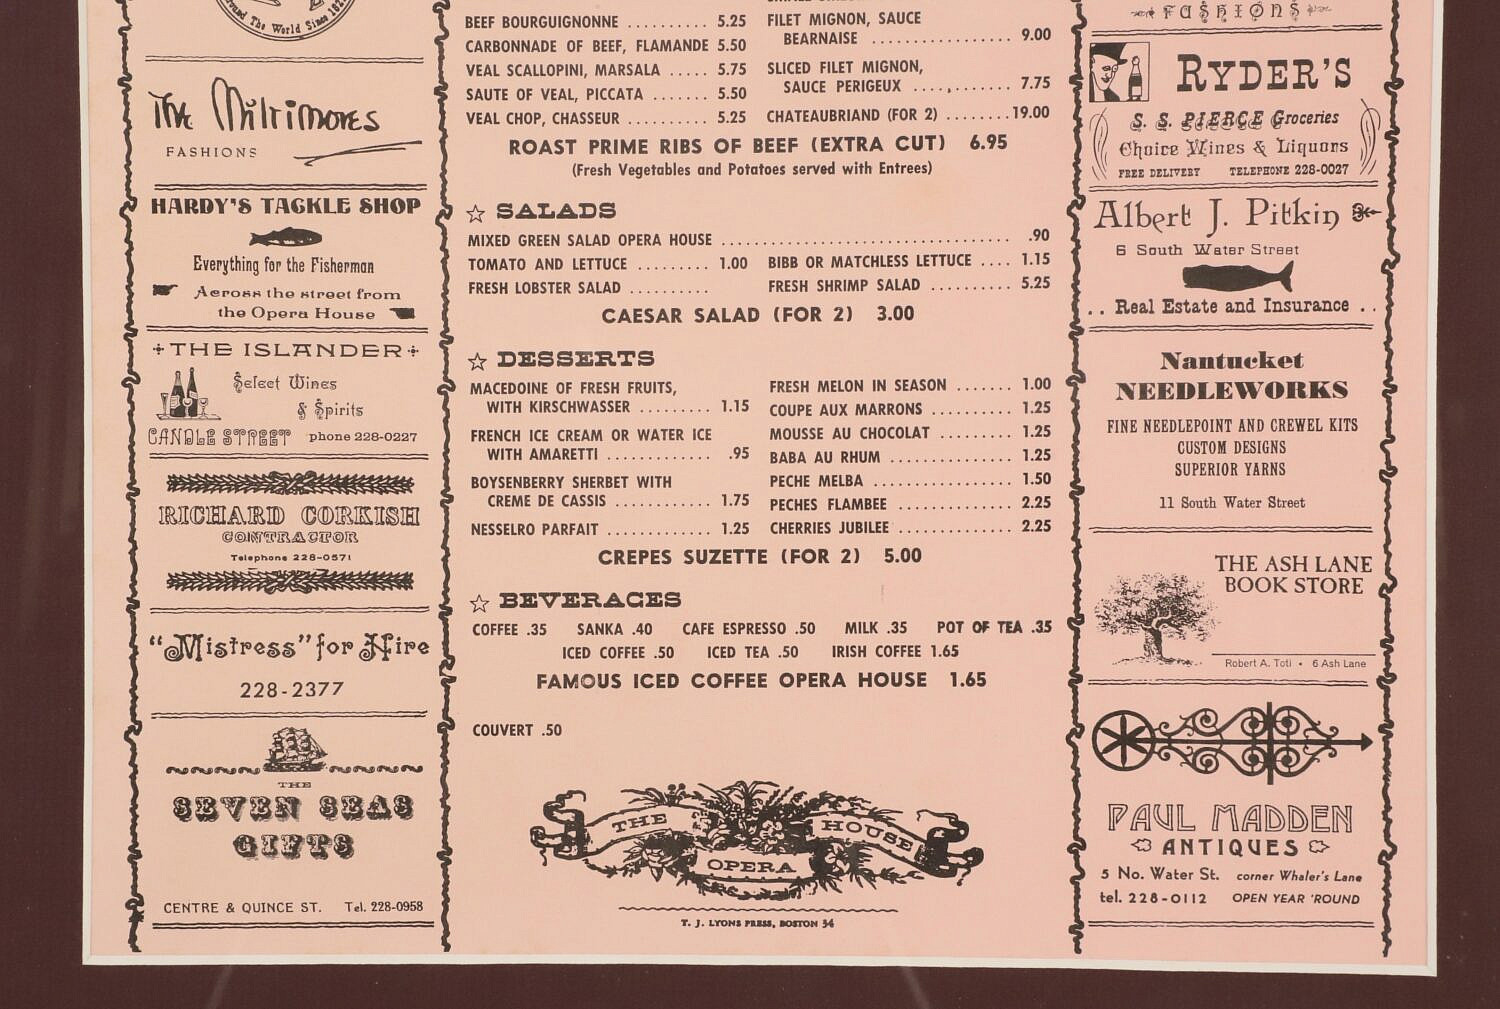 Around The World Since 182
The Miltimores
FASHIONS
HARDY'S TACKLE SHOP
Everything for the Fisherman
Across the street from
the Opera House
THE ISLANDER
Select Wines
& Spirits
CANDLE STREET phone 228-0227
RICHARD CORKISH
CONTRACTOR
Telephone 228-0571
"Mistress" for Hire
228-2377
THE
SEVEN SEAS
GIFTS
CENTRE & QUINCE ST. Tel. 228-0958
BEEF BOURGUIGNONNE ............ 5.25
CARBONNADE OF BEEF, FLAMANDE 5.50
VEAL SCALLOPINI, MARSALA ..... 5.75
SAUTE OF VEAL, PICCATA ....... 5.50
VEAL CHOP, CHASSEUR .......... 5.25
FILET MIGNON, SAUCE
BEARNAISE ................ 9.00
SLICED FILET MIGNON,
SAUCE PERIGEUX ............ 7.75
CHATEAUBRIAND (FOR 2) ........19.00
ROAST PRIME RIBS OF BEEF (EXTRA CUT) 6.95
(Fresh Vegetables and Potatoes served with Entrees)
☆ SALADS
MIXED GREEN SALAD OPERA HOUSE ................................. .90
TOMATO AND LETTUCE ......... 1.00
FRESH LOBSTER SALAD ..........
BIBB OR MATCHLESS LETTUCE .... 1.15
FRESH SHRIMP SALAD .......... 5.25
CAESAR SALAD (FOR 2) 3.00
☆ DESSERTS
MACEDOINE OF FRESH FRUITS,
WITH KIRSCHWASSER ......... 1.15
FRENCH ICE CREAM OR WATER ICE
WITH AMARETTI ............. .95
BOYSENBERRY SHERBET WITH
CREME DE CASSIS ............ 1.75
NESSELRO PARFAIT ............. 1.25
FRESH MELON IN SEASON ....... 1.00
COUPE AUX MARRONS .......... 1.25
MOUSSE AU CHOCOLAT ......... 1.25
BABA AU RHUM ............... 1.25
PECHE MELBA ................. 1.50
PECHES FLAMBEE .............. 2.25
CHERRIES JUBILEE ............. 2.25
CREPES SUZETTE (FOR 2) 5.00
☆ BEVERAGES
COFFEE .35 SANKA .40 CAFE ESPRESSO .50 MILK .35 POT OF TEA .35
ICED COFFEE .50 ICED TEA .50 IRISH COFFEE 1.65
FAMOUS ICED COFFEE OPERA HOUSE 1.65
COUVERT .50
THE
OPERA
HOUSE
T. J. LYONS PRESS, BOSTON 34
FASHIONS
RYDER'S
S. S. PIERCE Groceries
Choice Wines & Liquors
FREE DELIVERY TELEPHONE 228-0027
Albert J. Pitkin
6 South Water Street
. . Real Estate and Insurance . .
Nantucket
NEEDLEWORKS
FINE NEEDLEPOINT AND CREWEL KITS
CUSTOM DESIGNS
SUPERIOR YARNS
11 South Water Street
THE ASH LANE
BOOK STORE
Robert A. Toti • 6 Ash Lane
PAUL MADDEN
ANTIQUES
5 No. Water St. corner Whaler's Lane
tel. 228-0112 OPEN YEAR 'ROUND